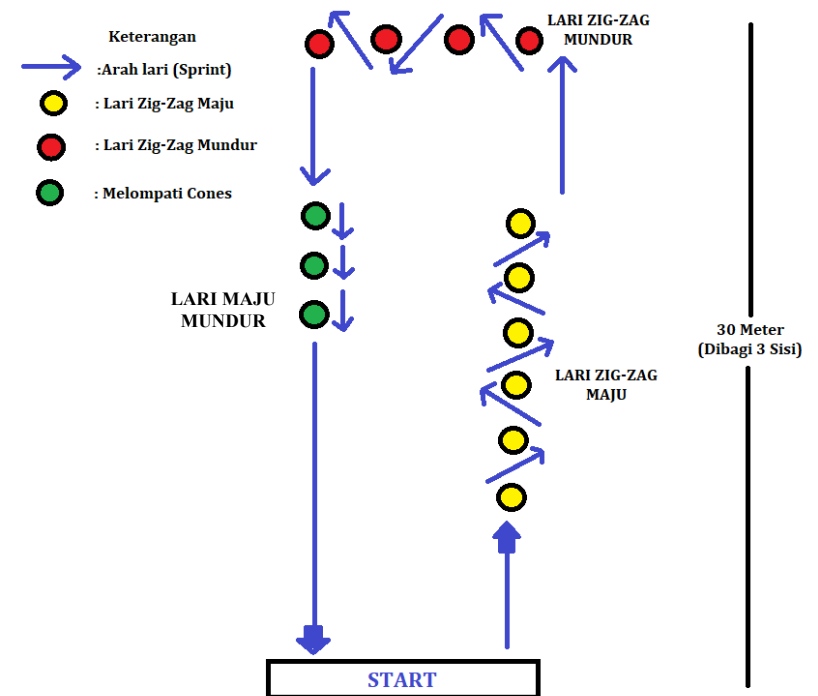 Keterangan
:Arah lari (Sprint)
: Lari Zig-Zag Maju
: Lari Zig-Zag Mundur
: Melompati Cones
LARI ZIG-ZAG
MUNDUR
LARI MAJU
MUNDUR
30 Meter
(Dibagi 3 Sisi)
LARI ZIG-ZAG
MAJU
START